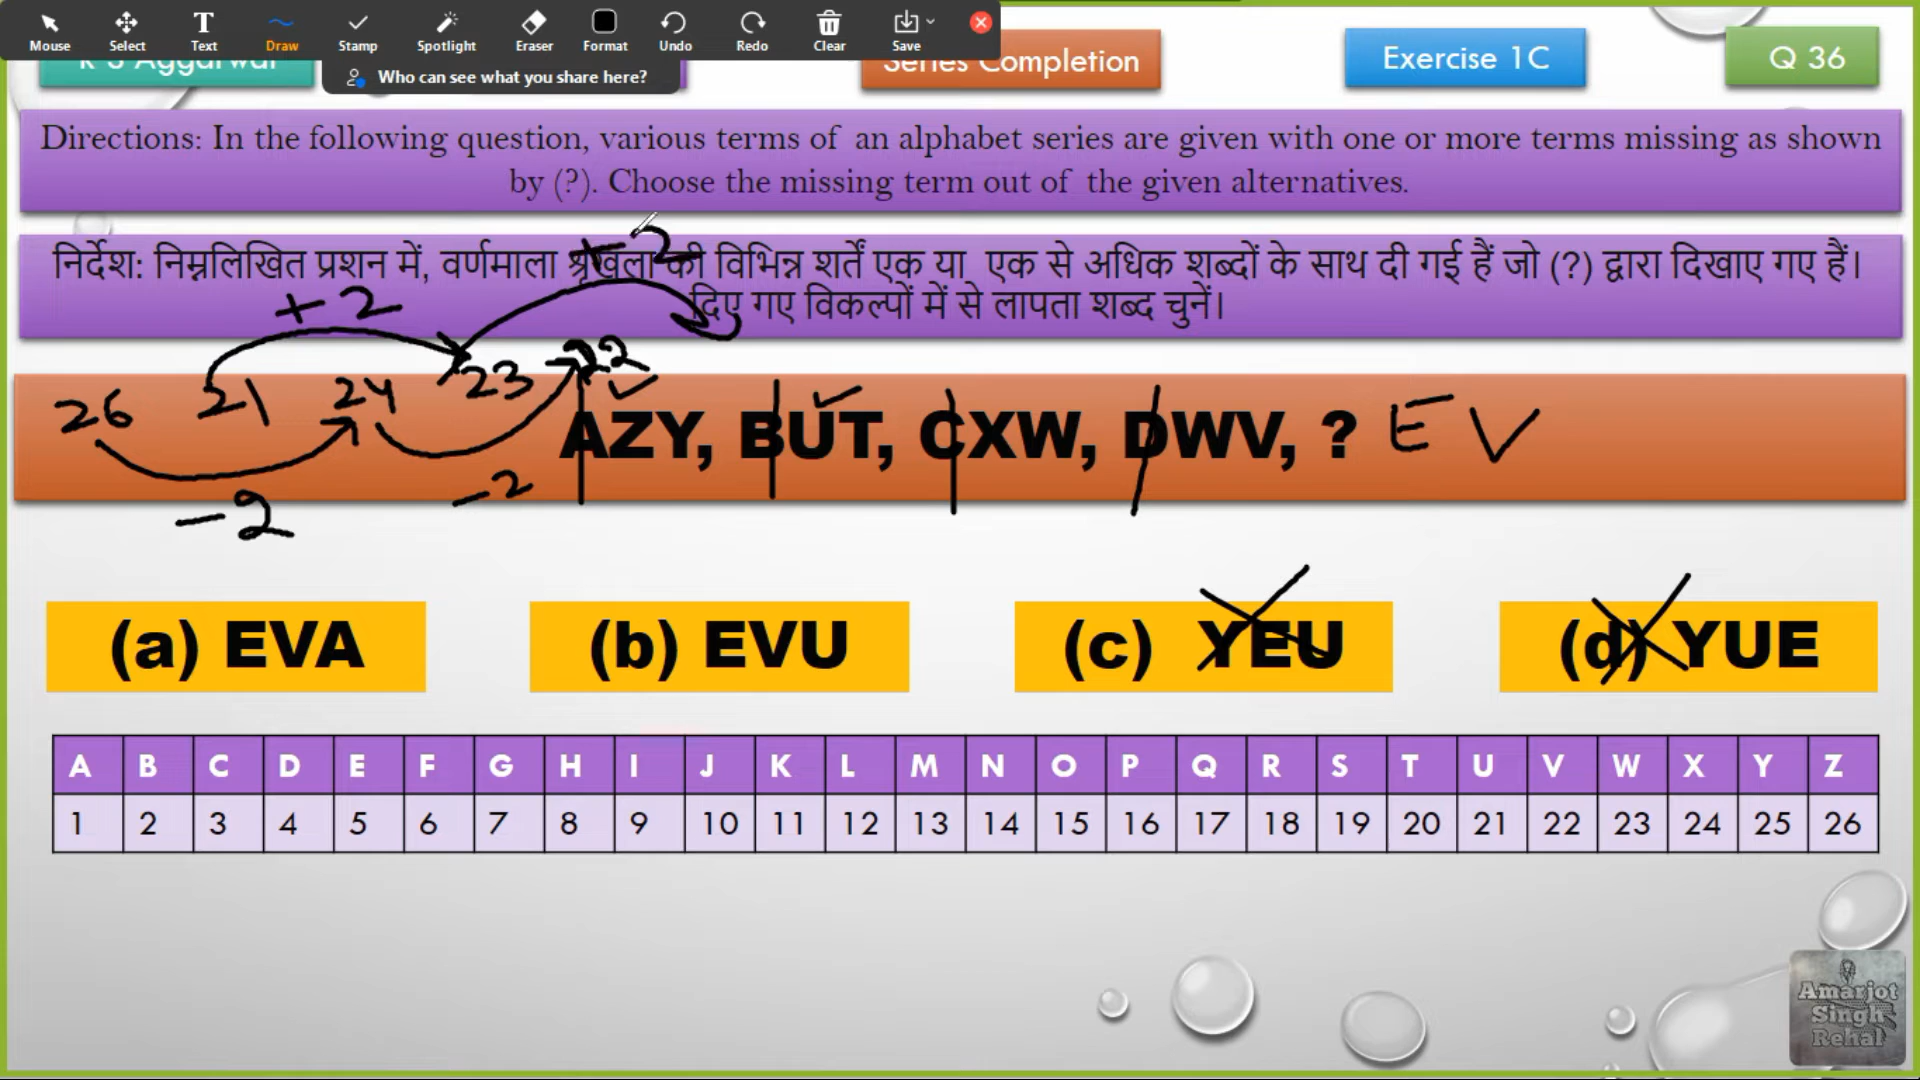 Mouse Select Text Draw Stamp Spotlight Eraser Format Undo Redo Clear Save
Who can see what you share here?
R S Aggarwal
Series Completion
Exercise 1C
Q 36
Directions: In the following question, various terms of an alphabet series are given with one or more terms missing as shown
by (?). Choose the missing term out of the given alternatives.
निर्देश: निम्नलिखित प्रशन में, वर्णमाला श्रृंखला की विभिन्न शर्तें एक या एक से अधिक शब्दों के साथ दी गई हैं जो (?) द्वारा दिखाए गए हैं।
दिए गए विकल्पों में से लापता शब्द चुनें।
+2
+2
26 21 24 23 22
AZY, BUT, CXW, DWV, ? E V
-2
-2
(a) EVA
(b) EVU
(c) YEU
(d) YUE
A B C D E F G H I J K L M N O P Q R S T U V W X Y Z
1 2 3 4 5 6 7 8 9 10 11 12 13 14 15 16 17 18 19 20 21 22 23 24 25 26
Amarjot
Singh
Rehal